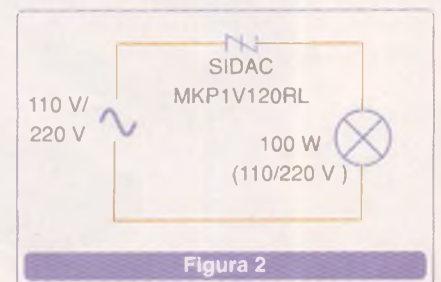 SIDAC
MKP1V120RL
110 V/
220 V
100 W
(110/220 V )
Figura 2